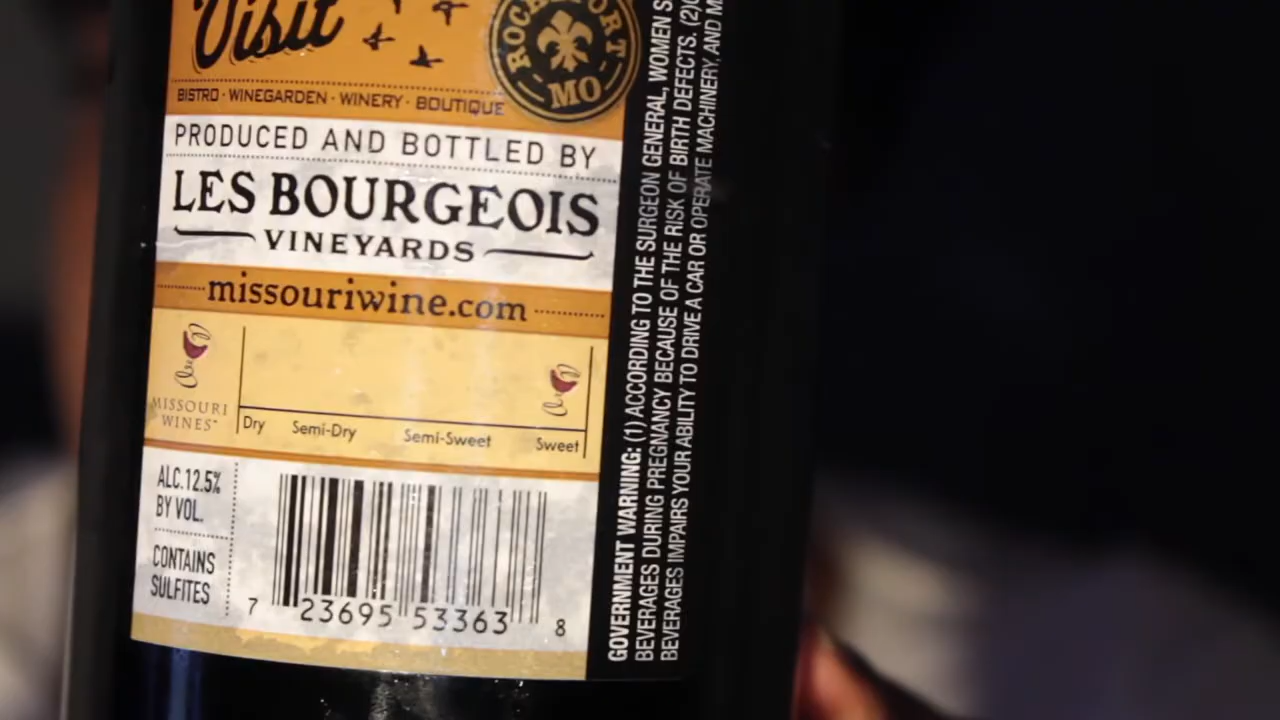 Visit
BISTRO · WINEGARDEN · WINERY · BOUTIQUE
MO
PRODUCED AND BOTTLED BY
LES BOURGEOIS
VINEYARDS
missouriwine.com
MISSOURI
WINES
Dry Semi-Dry Semi-Sweet Sweet
ALC.12.5%
BY VOL.
CONTAINS
SULFITES
7 23695 53363 8
GOVERNMENT WARNING: (1) ACCORDING TO THE SURGEON GENERAL, WOMEN
BEVERAGES DURING PREGNANCY BECAUSE OF THE RISK OF BIRTH DEFECTS. (2)
BEVERAGES IMPAIRS YOUR ABILITY TO DRIVE A CAR OR OPERATE MACHINERY, AND